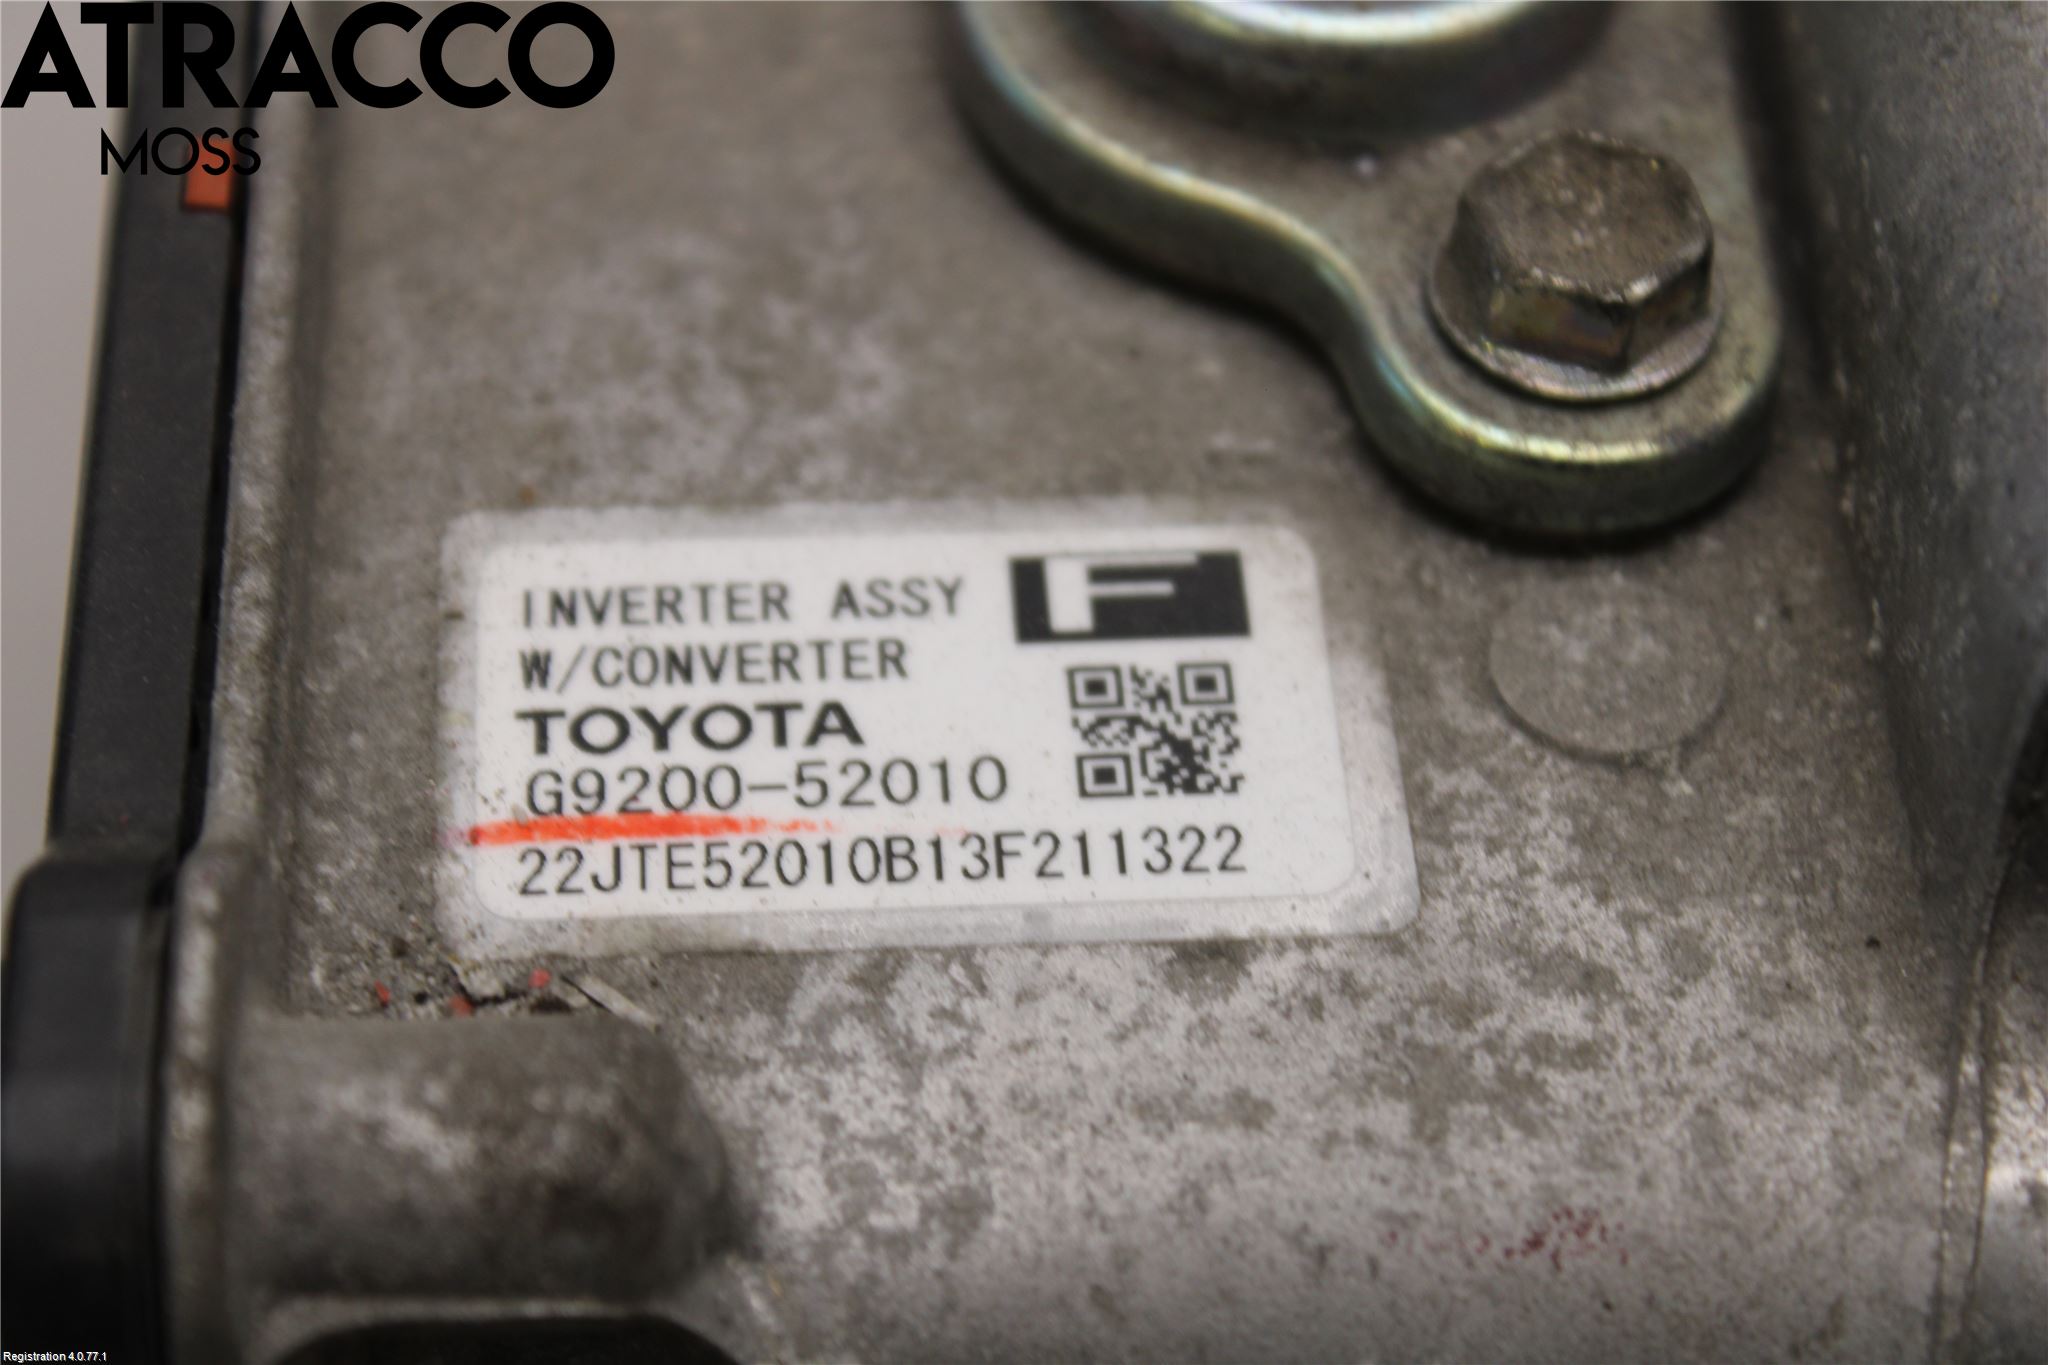 ATRACCO
MOSS
INVERTER ASSY
F
W/CONVERTER
TOYOTA
G9200-52010
22JTE52010B13F211322
Registration 4.0.77.1